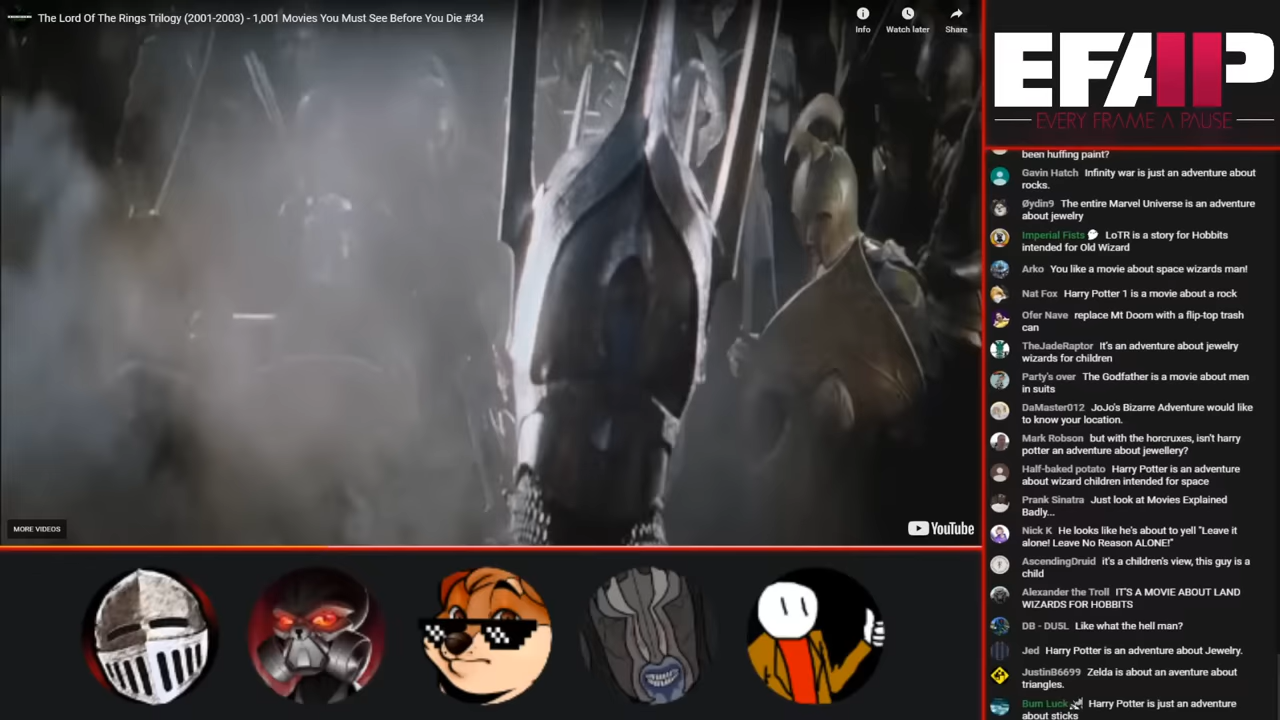 The Lord Of The Rings Trilogy (2001-2003) - 1,001 Movies You Must See Before You Die #34
Info
Watch later
Share
MORE VIDEOS
YouTube
EFAP
EVERY FRAME A PAUSE
been huffing paint?
Gavin Hatch Infinity war is just an adventure about
rocks.
Øydin9 The entire Marvel Universe is an adventure
about jewelry
Imperial Fists LoTR is a story for Hobbits
intended for Old Wizard
Arko You like a movie about space wizards man!
Nat Fox Harry Potter 1 is a movie about a rock
Ofer Nave replace Mt Doom with a flip-top trash
can
TheJadeRaptor It's an adventure about jewelry
wizards for children
Party's over The Godfather is a movie about men
in suits
DaMaster012 JoJo's Bizarre Adventure would like
to know your location.
Mark Robson but with the horcruxes, isn't harry
potter an adventure about jewellery?
Half-baked potato Harry Potter is an adventure
about wizard children intended for space
Prank Sinatra Just look at Movies Explained
Badly...
Nick K He looks like he's about to yell "Leave it
alone! Leave No Reason ALONE!"
AscendingDruid it's a children's view, this guy is a
child
Alexander the Troll IT'S A MOVIE ABOUT LAND
WIZARDS FOR HOBBITS
DB - DU5L Like what the hell man?
Jed Harry Potter is an adventure about Jewelry.
JustinB6699 Zelda is about an aventure about
triangles.
Bum Luck Harry Potter is just an adventure
about sticks